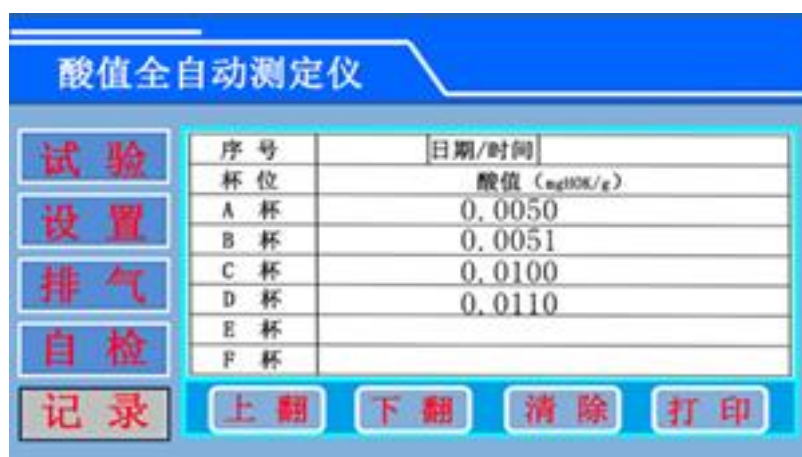 酸值全自动测定仪
试 验
设 置
排 气
自 检
记 录
序 号 日期/时间
杯 位 酸值（mgHOK/g）
A 杯 0.0050
B 杯 0.0051
C 杯 0.0100
D 杯 0.0110
E 杯
F 杯
上 翻 下 翻 清 除 打 印